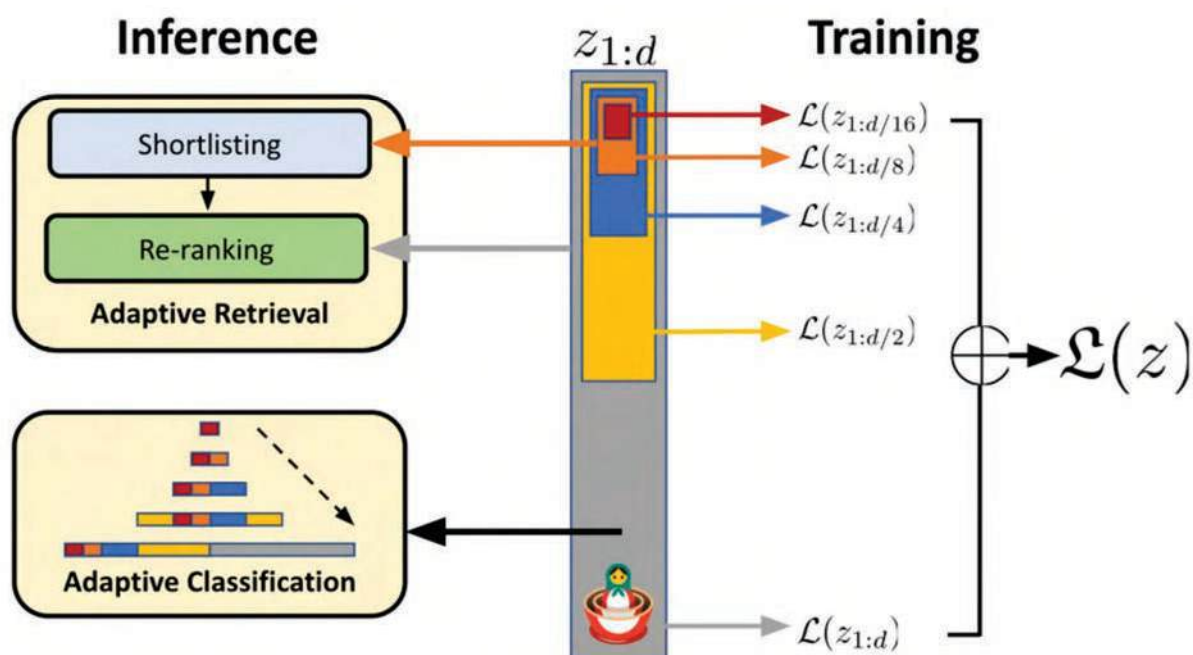 Inference
z_{1:d}
Training
Shortlisting
Re-ranking
Adaptive Retrieval
Adaptive Classification
ℒ(z_{1:d/16})
ℒ(z_{1:d/8})
ℒ(z_{1:d/4})
ℒ(z_{1:d/2})
ℒ(z_{1:d})
𝔏(z)